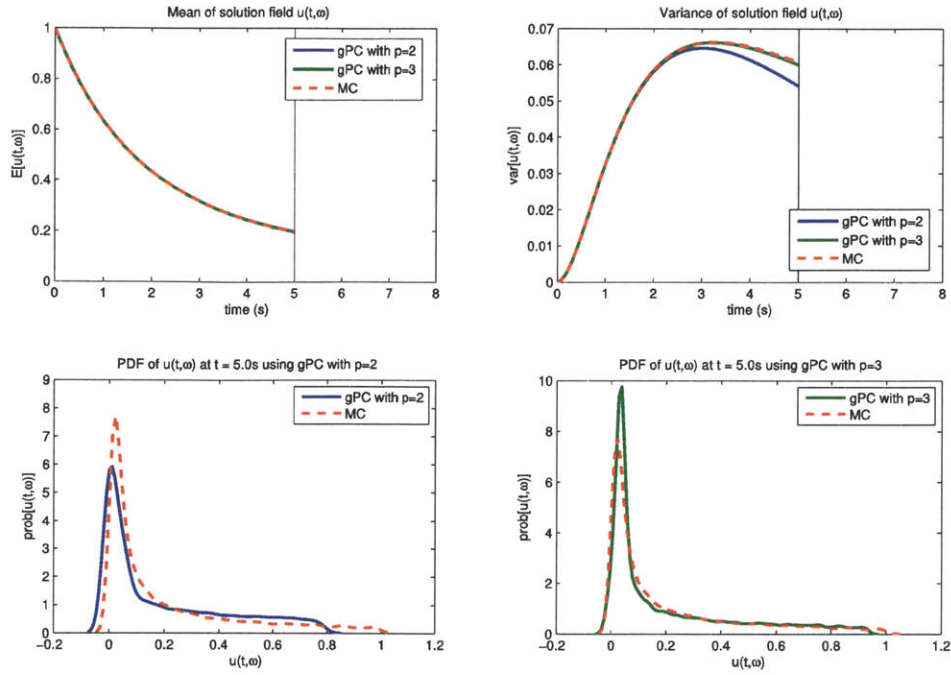 Mean of solution field u(t,ω)
E[u(t,ω)]
1
0.8
0.6
0.4
0.2
0
0 1 2 3 4 5 6 7 8
time (s)
gPC with p=2
gPC with p=3
MC
Variance of solution field u(t,ω)
var[u(t,ω)]
0.07
0.06
0.05
0.04
0.03
0.02
0.01
0
0 1 2 3 4 5 6 7 8
time (s)
gPC with p=2
gPC with p=3
MC
PDF of u(t,ω) at t = 5.0s using gPC with p=2
prob[u(t,ω)]
9
8
7
6
5
4
3
2
1
0
−0.2 0 0.2 0.4 0.6 0.8 1 1.2
u(t,ω)
gPC with p=2
MC
PDF of u(t,ω) at t = 5.0s using gPC with p=3
prob[u(t,ω)]
10
8
6
4
2
0
−0.2 0 0.2 0.4 0.6 0.8 1 1.2
u(t,ω)
gPC with p=3
MC